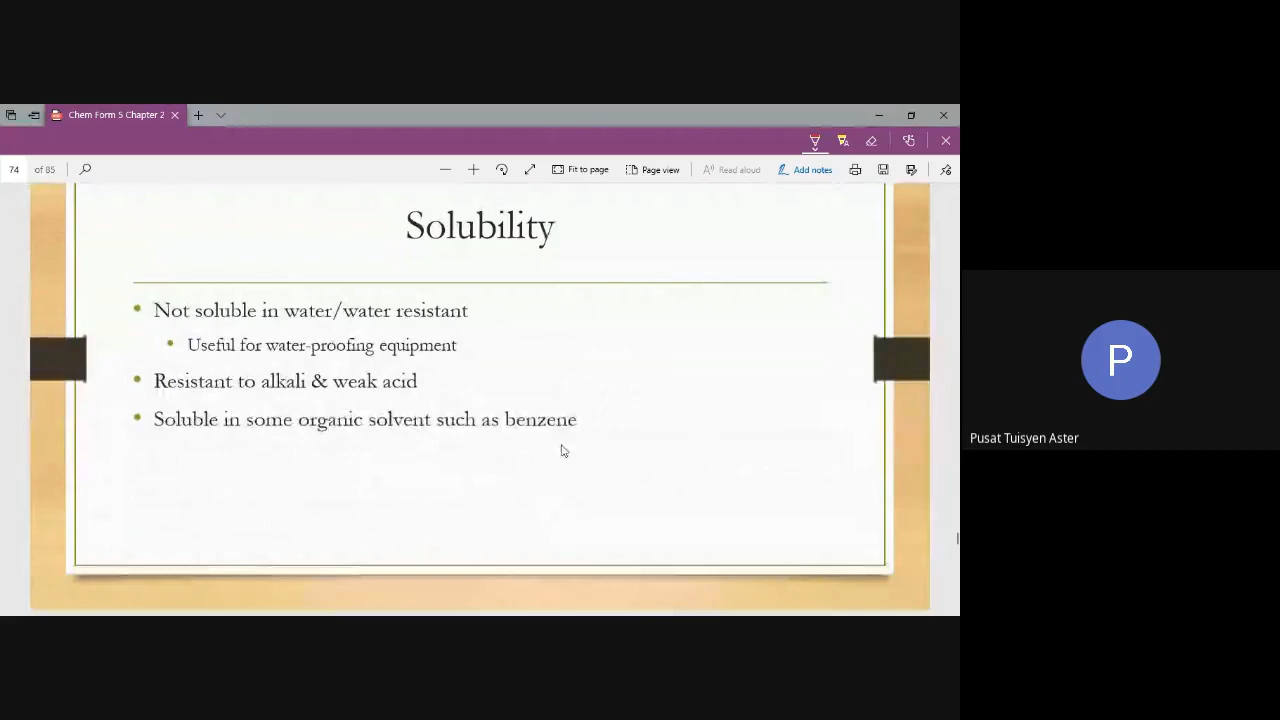 Chem Form 5 Chapter 2
74 of 85
Fit to page
Page view
Read aloud
Add notes
Solubility
Not soluble in water/water resistant
Useful for water-proofing equipment
Resistant to alkali & weak acid
Soluble in some organic solvent such as benzene
P
Pusat Tuisyen Aster